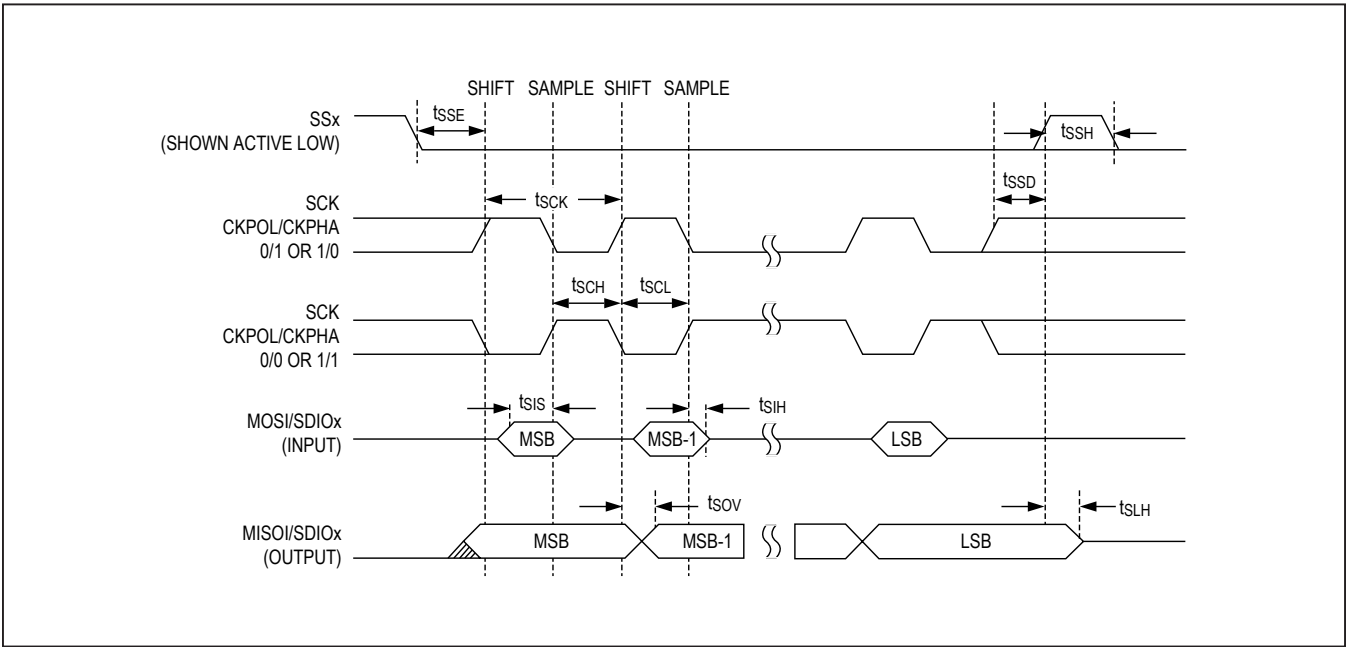 SHIFT SAMPLE SHIFT SAMPLE
SSx
(SHOWN ACTIVE LOW)
tSSE
tSSH
tSSD
SCK
CKPOL/CKPHA
0/1 OR 1/0
tSCK
tSCH
tSCL
SCK
CKPOL/CKPHA
0/0 OR 1/1
MOSI/SDIOx
(INPUT)
tSIS
tSIH
MSB
MSB-1
LSB
tSOV
tSLH
MISOI/SDIOx
(OUTPUT)
MSB
MSB-1
LSB